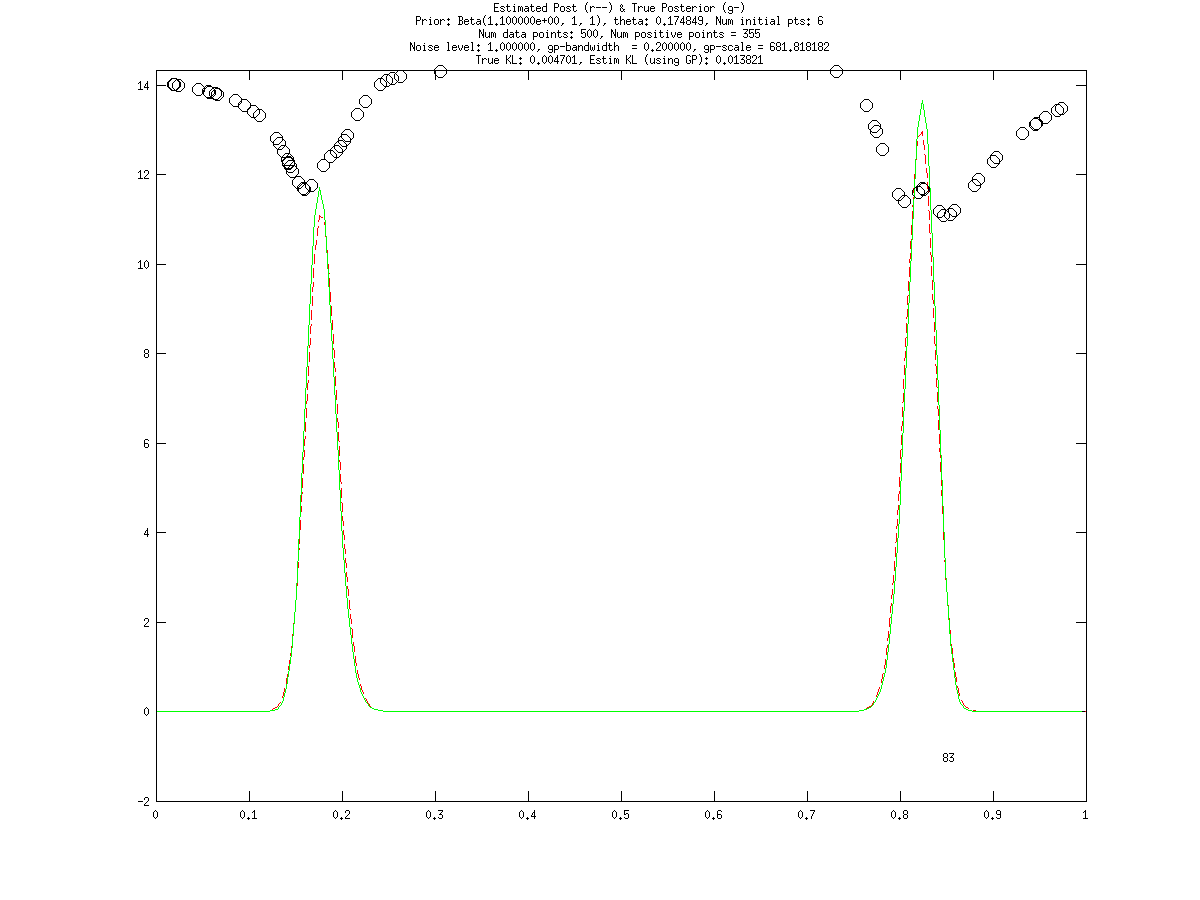 Estimated Post (r--) & True Posterior (g-)
Prior: Beta(1.100000e+00, 1, 1), theta: 0.174849, Num initial pts: 6
Num data points: 500, Num positive points = 355
Noise level: 1.000000, gp-bandwidth  = 0.200000, gp-scale = 681.818182
True KL: 0.004701, Estim KL (using GP): 0.013821
14
12
10
8
6
4
2
0
83
-2
0 0.1 0.2 0.3 0.4 0.5 0.6 0.7 0.8 0.9 1